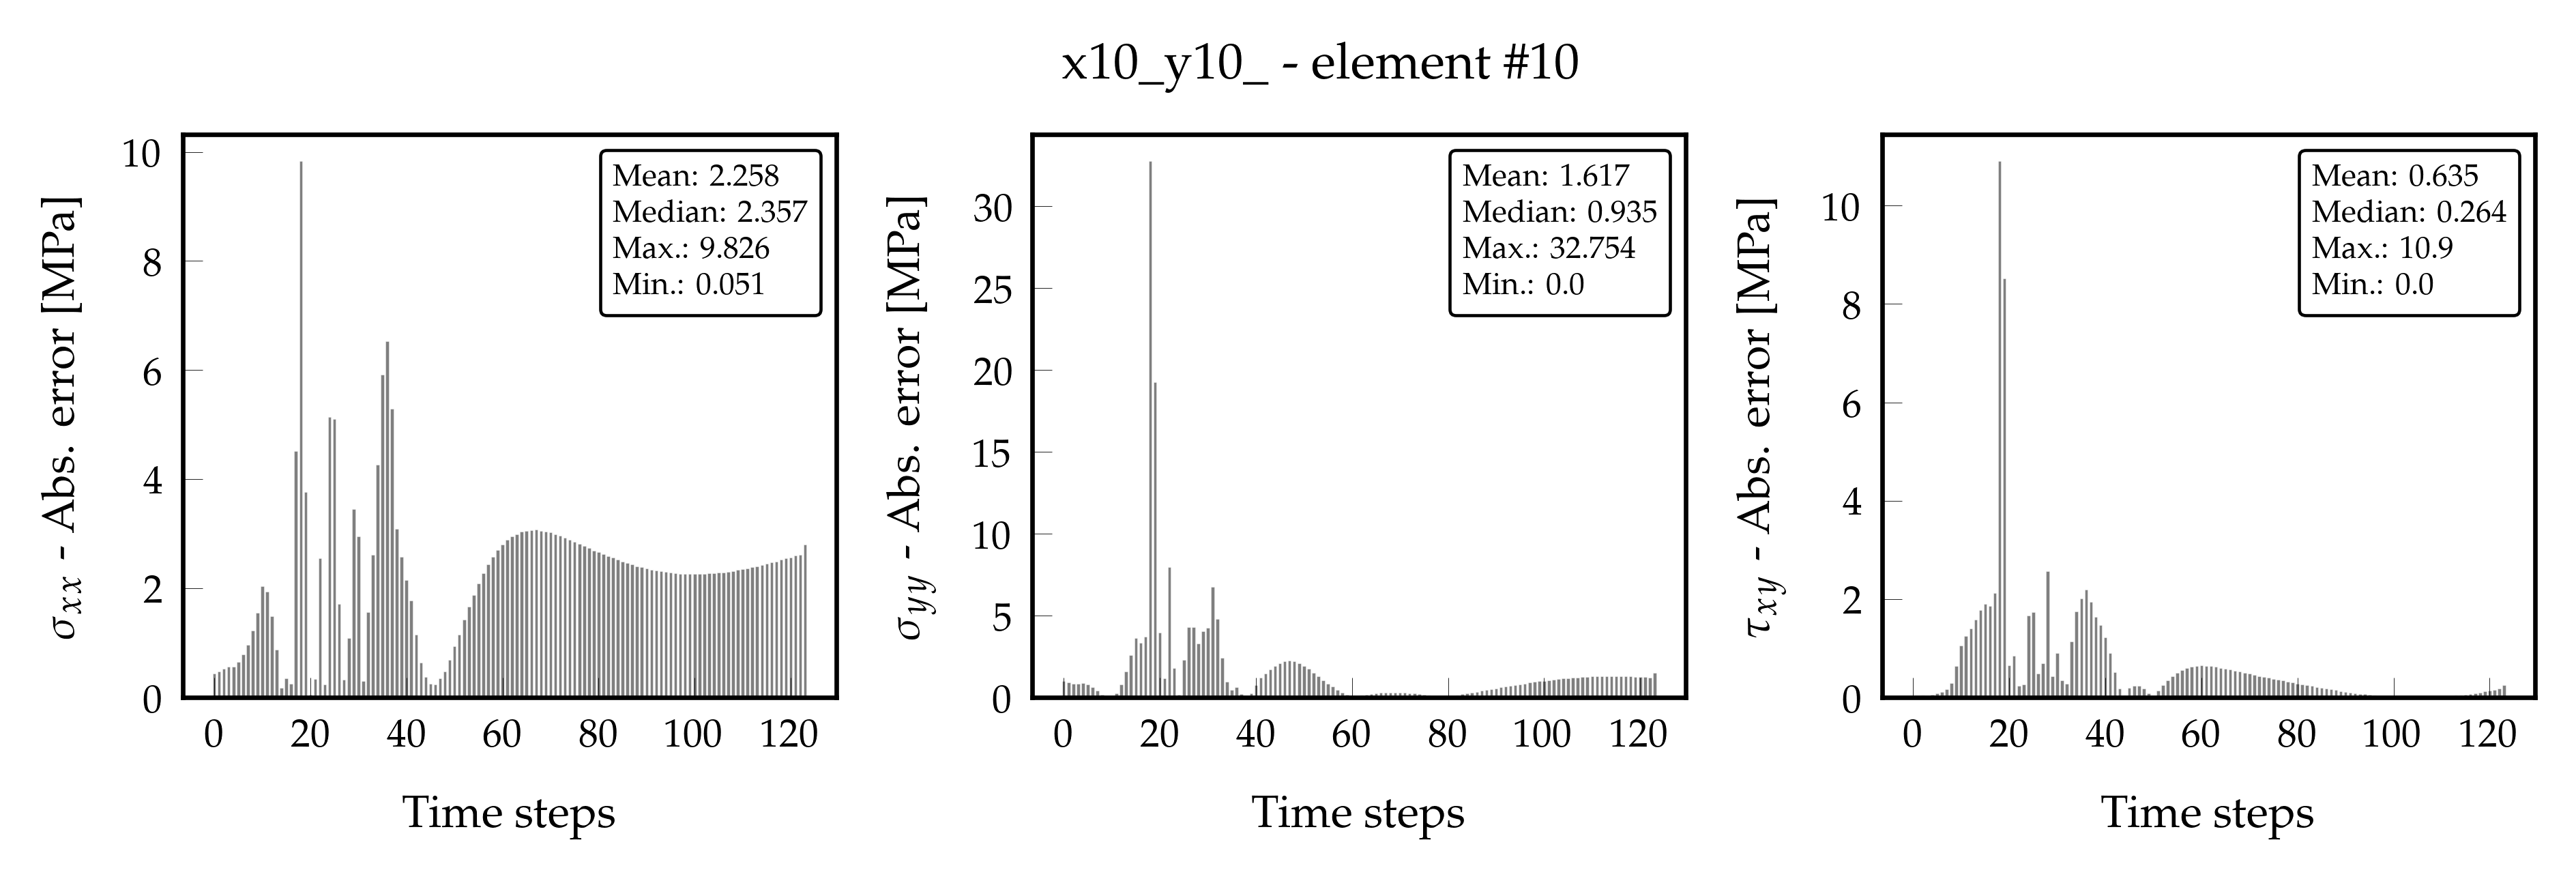 x10_y10_ - element #10
σxx - Abs. error [MPa]
10
8
6
4
2
0
Mean: 2.258
Median: 2.357
Max.: 9.826
Min.: 0.051
0 20 40 60 80 100 120
Time steps
σyy - Abs. error [MPa]
30
25
20
15
10
5
0
Mean: 1.617
Median: 0.935
Max.: 32.754
Min.: 0.0
0 20 40 60 80 100 120
Time steps
τxy - Abs. error [MPa]
10
8
6
4
2
0
Mean: 0.635
Median: 0.264
Max.: 10.9
Min.: 0.0
0 20 40 60 80 100 120
Time steps